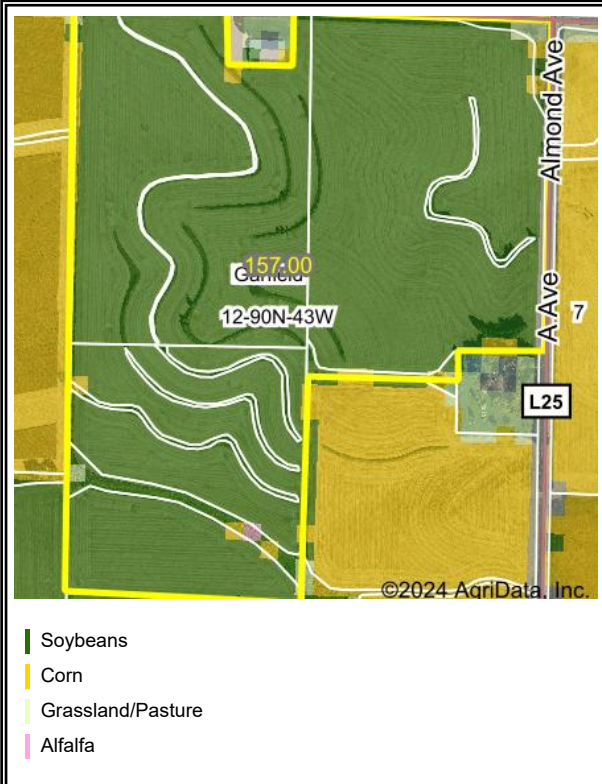 Almond Ave
157.00
Garfield
12-90N-43W
A Ave
7
L25
©2024 AgriData, Inc.
Soybeans
Corn
Grassland/Pasture
Alfalfa